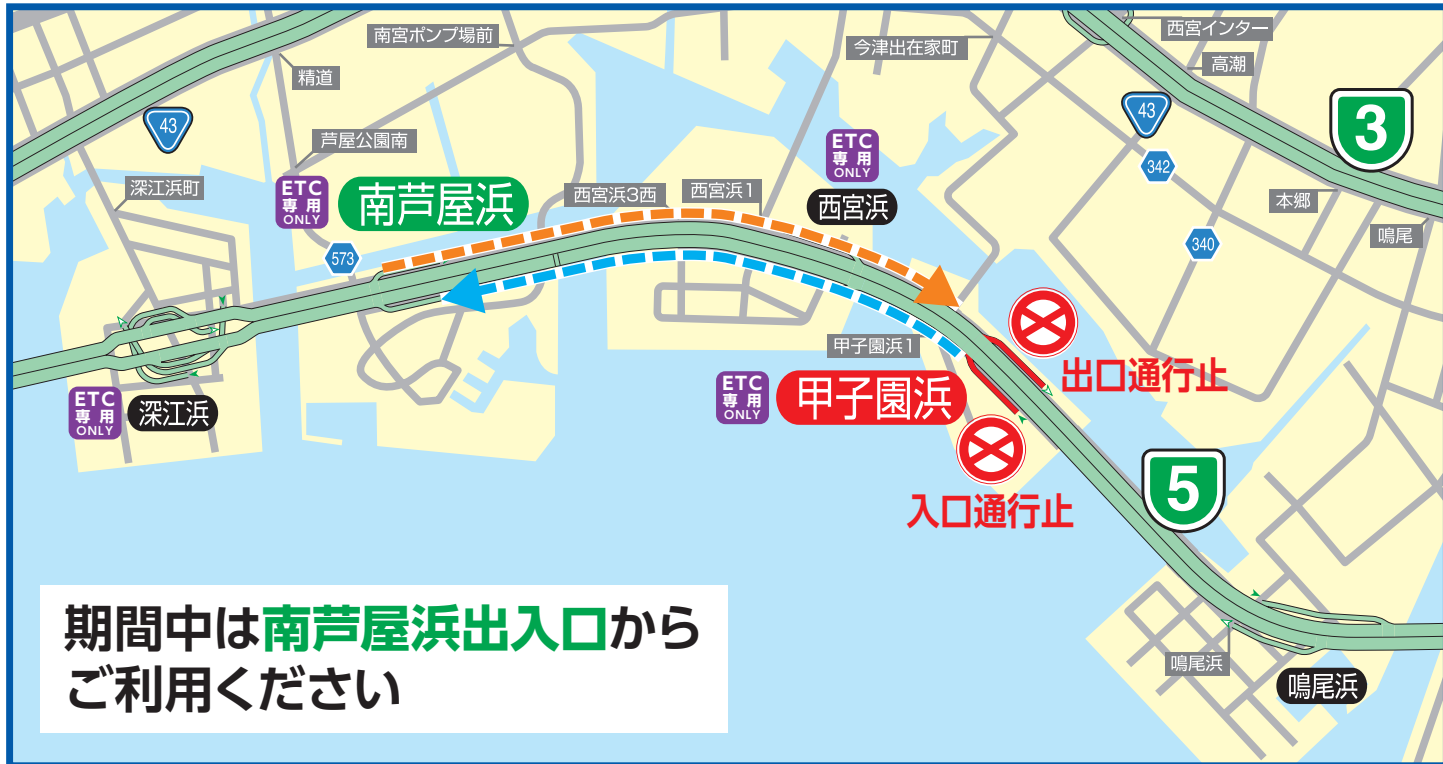 南宮ポンプ場前
精道
43
芦屋公園南
深江浜町
ETC
専用
ONLY
南芦屋浜
573
西宮浜3西
西宮浜1
今津出在家町
西宮インター
高潮
43
3
342
本郷
340
鳴尾
ETC
専用
ONLY
西宮浜
ETC
専用
ONLY
深江浜
甲子園浜1
ETC
専用
ONLY
甲子園浜
出口通行止
入口通行止
5
鳴尾浜
鳴尾浜
期間中は南芦屋浜出入口から
ご利用ください